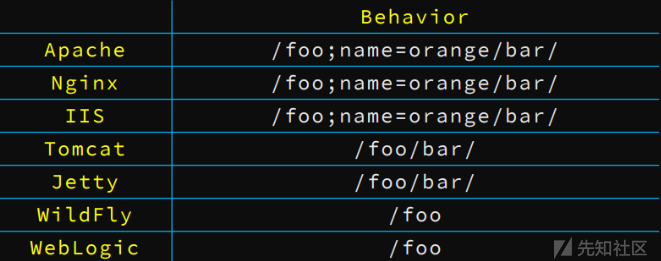 Behavior
Apache /foo;name=orange/bar/
Nginx /foo;name=orange/bar/
IIS /foo;name=orange/bar/
Tomcat /foo/bar/
Jetty /foo/bar/
WildFly /foo
WebLogic /foo
先知社区